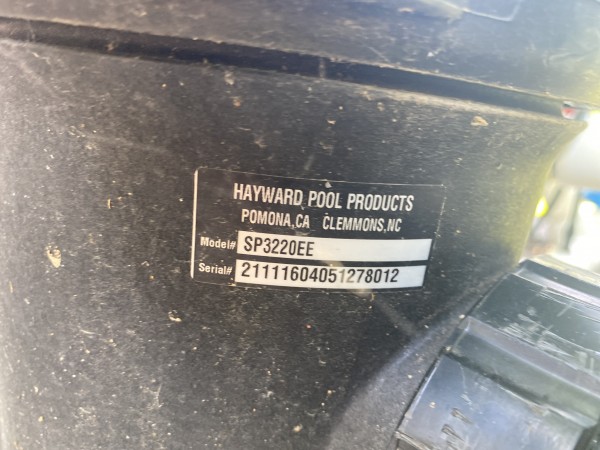 HAYWARD POOL PRODUCTS
POMONA,CA CLEMMONS,NC
Model# SP3220EE
Serial# 21111604051278012